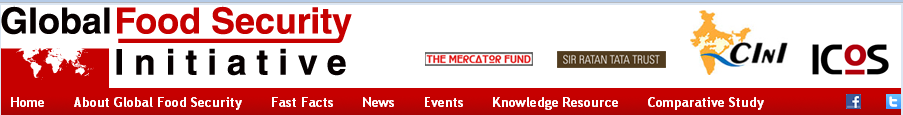 Global Food Security
Initiative
THE MERCATOR FUND
SIR RATAN TATA TRUST
CInI
ICOS
Home About Global Food Security Fast Facts News Events Knowledge Resource Comparative Study f t